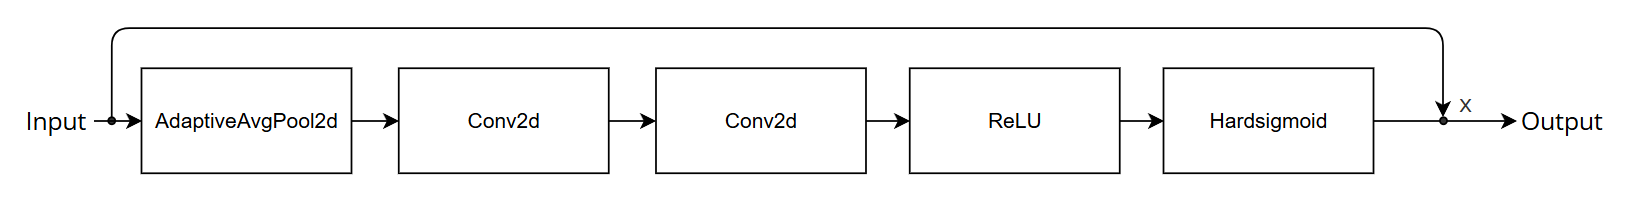 Input
AdaptiveAvgPool2d
Conv2d
Conv2d
ReLU
Hardsigmoid
x
Output